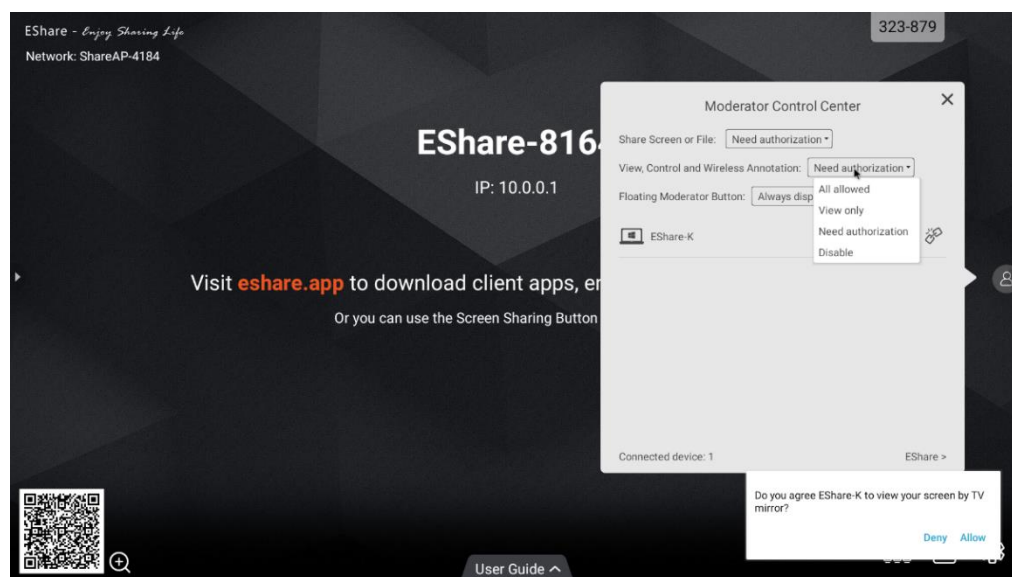 EShare - Enjoy Sharing Life
323-879
Network: ShareAP-4184
EShare-816
IP: 10.0.0.1
Visit eshare.app to download client apps, er
Or you can use the Screen Sharing Button
Moderator Control Center
Share Screen or File: Need authorization
View, Control and Wireless Annotation: Need authorization
Floating Moderator Button: Always disp
All allowed
View only
Need authorization
Disable
EShare-K
Connected device: 1
EShare >
Do you agree EShare-K to view your screen by TV
mirror?
Deny Allow
User Guide